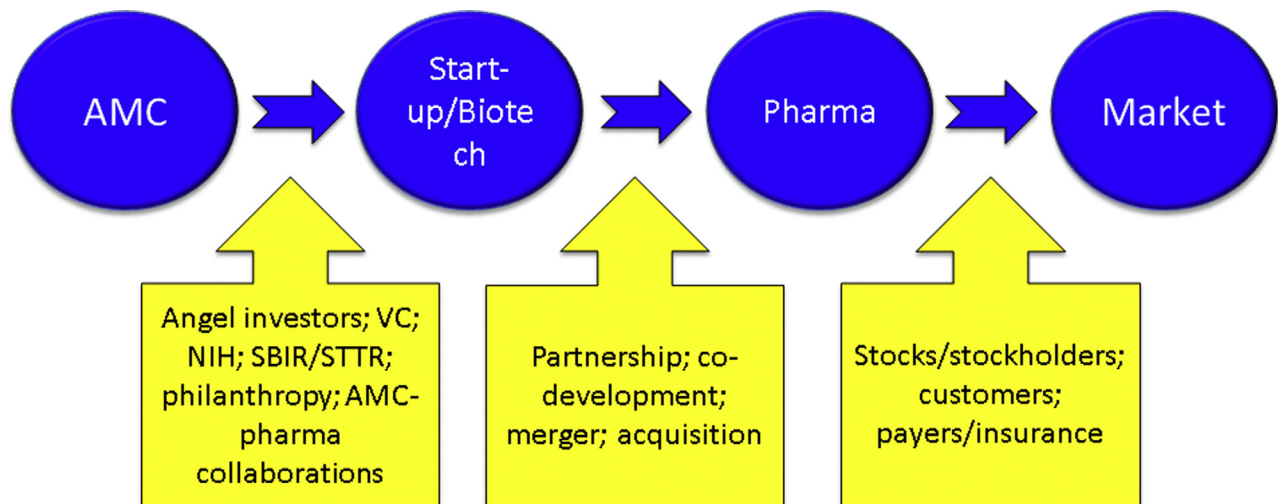 AMC
Start-
up/Biote
ch
Pharma
Market
Angel investors; VC;
NIH; SBIR/STTR;
philanthropy; AMC-
pharma
collaborations
Partnership; co-
development;
merger; acquisition
Stocks/stockholders;
customers;
payers/insurance